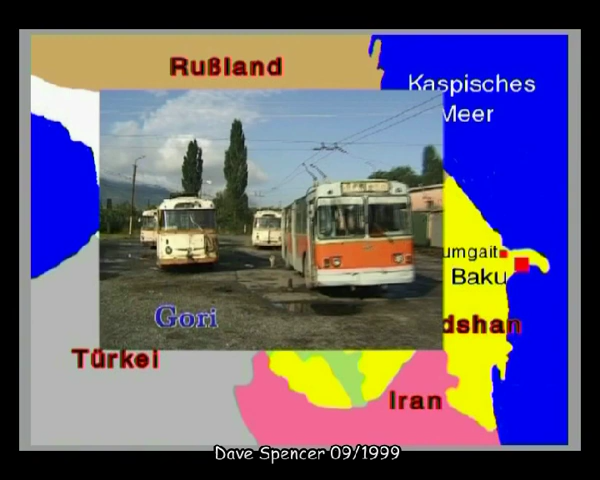 Rußland
Kaspisches
Meer
umgait
Baku
dshan
Gori
Türkei
Iran
Dave Spencer 09/1999